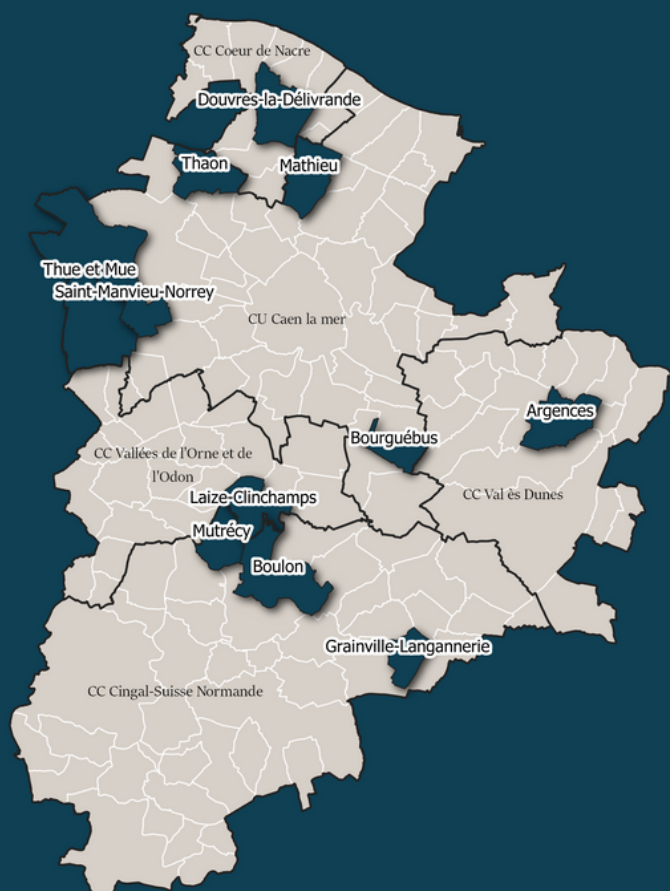 CC Coeur de Nacre
Douvres-la-Délivrande
Thaon
Mathieu
Thue et Mue
Saint-Manvieu-Norrey
CU Caen la mer
Argences
Bourguébus
CC Vallées de l'Orne et de
l'Odon
CC Val ès Dunes
Laize-Clinchamps
Mutrécy
Boulon
Grainville-Langannerie
CC Cingal-Suisse Normande